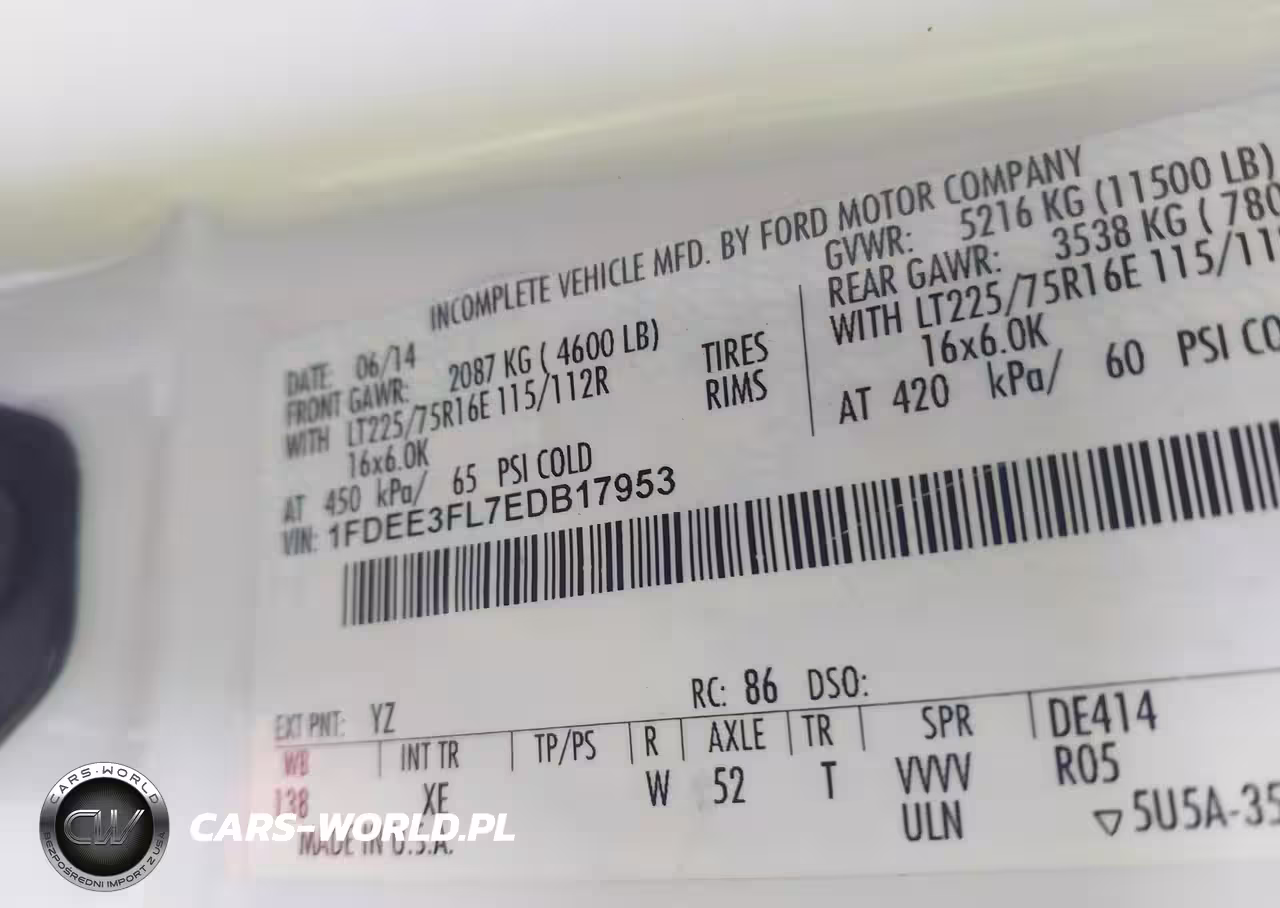 INCOMPLETE VEHICLE MFD. BY FORD MOTOR COMPANY
DATE: 06/14
FRONT GAWR: 2087 KG ( 4600 LB)
WITH LT225/75R16E 115/112R
16x6.0K
AT 450 kPa/ 65 PSI COLD
TIRES
RIMS
GVWR: 5216 KG (11500 LB)
REAR GAWR: 3538 KG ( 780
WITH LT225/75R16E 115/11
16x6.0K
AT 420 kPa/ 60 PSI CO
VIN: 1FDEE3FL7EDB17953
EXT PNT: YZ RC: 86 DSO:
WB INT TR TP/PS R AXLE TR SPR DE414
138 XE W 52 T VVVV R05
ULN ▽5U5A-35
MADE IN U.S.A.
CARS-WORLD
CW
BEZPOŚREDNI IMPORT Z USA
CARS-WORLD.PL